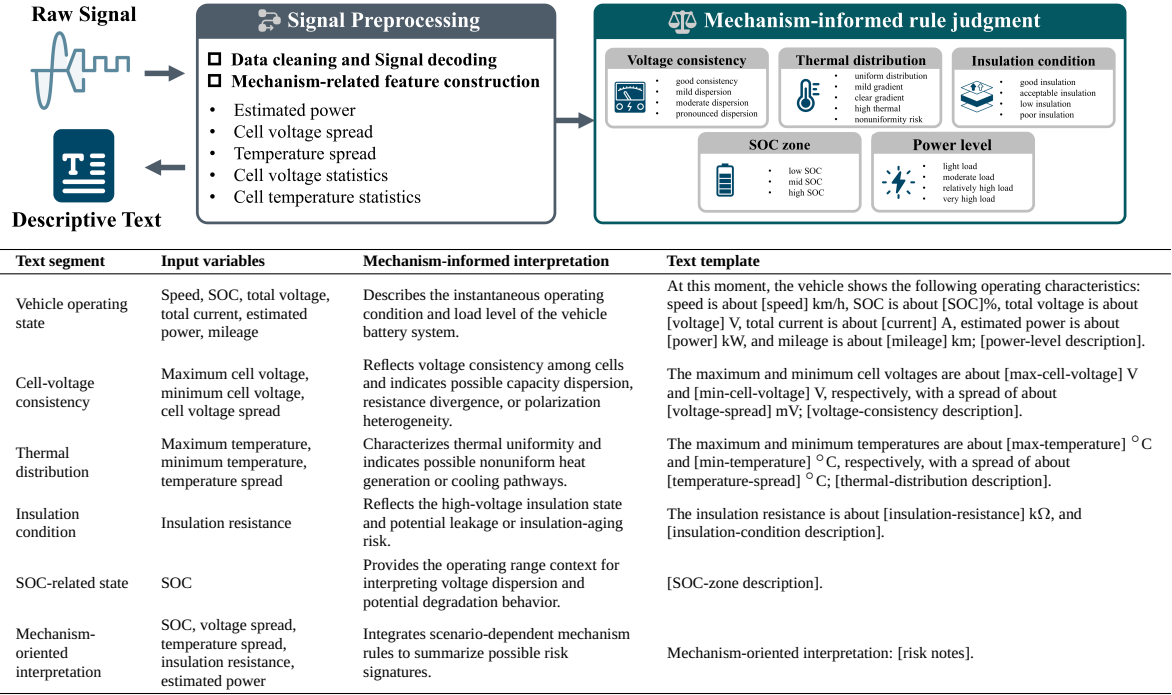 Raw Signal
Descriptive Text
Signal Preprocessing
Data cleaning and Signal decoding
Mechanism-related feature construction
• Estimated power
• Cell voltage spread
• Temperature spread
• Cell voltage statistics
• Cell temperature statistics
Mechanism-informed rule judgment
Voltage consistency
• good consistency
• mild dispersion
• moderate dispersion
• pronounced dispersion
Thermal distribution
• uniform distribution
• mild gradient
• clear gradient
• high thermal
nonuniformity risk
Insulation condition
• good insulation
• acceptable insulation
• low insulation
• poor insulation
SOC zone
• low SOC
• mid SOC
• high SOC
Power level
• light load
• moderate load
• relatively high load
• very high load
Text segment
Input variables
Mechanism-informed interpretation
Text template
Vehicle operating
state
Speed, SOC, total voltage,
total current, estimated
power, mileage
Describes the instantaneous operating
condition and load level of the vehicle
battery system.
At this moment, the vehicle shows the following operating characteristics:
speed is about [speed] km/h, SOC is about [SOC]%, total voltage is about
[voltage] V, total current is about [current] A, estimated power is about
[power] kW, and mileage is about [mileage] km; [power-level description].
Cell-voltage
consistency
Maximum cell voltage,
minimum cell voltage,
cell voltage spread
Reflects voltage consistency among cells
and indicates possible capacity dispersion,
resistance divergence, or polarization
heterogeneity.
The maximum and minimum cell voltages are about [max-cell-voltage] V
and [min-cell-voltage] V, respectively, with a spread of about
[voltage-spread] mV; [voltage-consistency description].
Thermal
distribution
Maximum temperature,
minimum temperature,
temperature spread
Characterizes thermal uniformity and
indicates possible nonuniform heat
generation or cooling pathways.
The maximum and minimum temperatures are about [max-temperature] °C
and [min-temperature] °C, respectively, with a spread of about
[temperature-spread] °C; [thermal-distribution description].
Insulation
condition
Insulation resistance
Reflects the high-voltage insulation state
and potential leakage or insulation-aging
risk.
The insulation resistance is about [insulation-resistance] kΩ, and
[insulation-condition description].
SOC-related state
SOC
Provides the operating range context for
interpreting voltage dispersion and
potential degradation behavior.
[SOC-zone description].
Mechanism-
oriented
interpretation
SOC, voltage spread,
temperature spread,
insulation resistance,
estimated power
Integrates scenario-dependent mechanism
rules to summarize possible risk
signatures.
Mechanism-oriented interpretation: [risk notes].